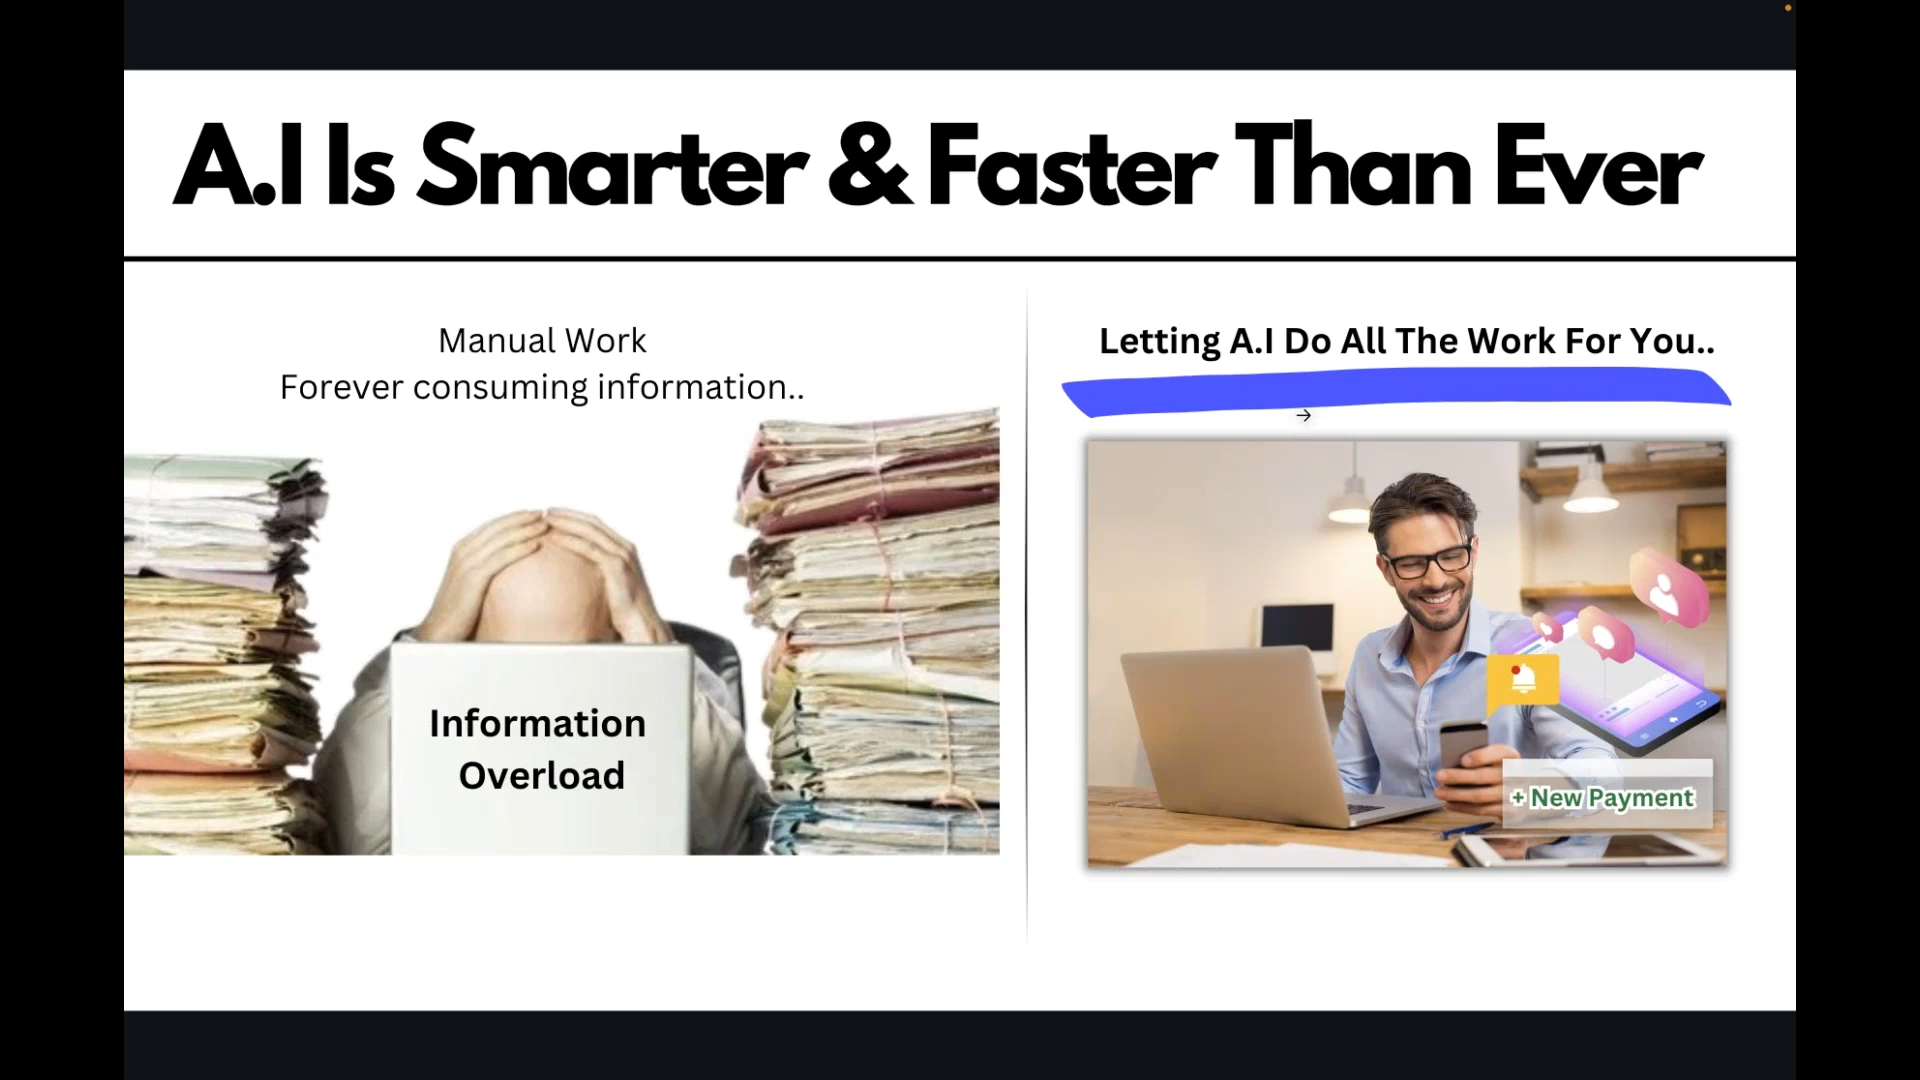 A.I Is Smarter & Faster Than Ever
Manual Work
Forever consuming information..
Information
Overload
Letting A.I Do All The Work For You..
+ New Payment